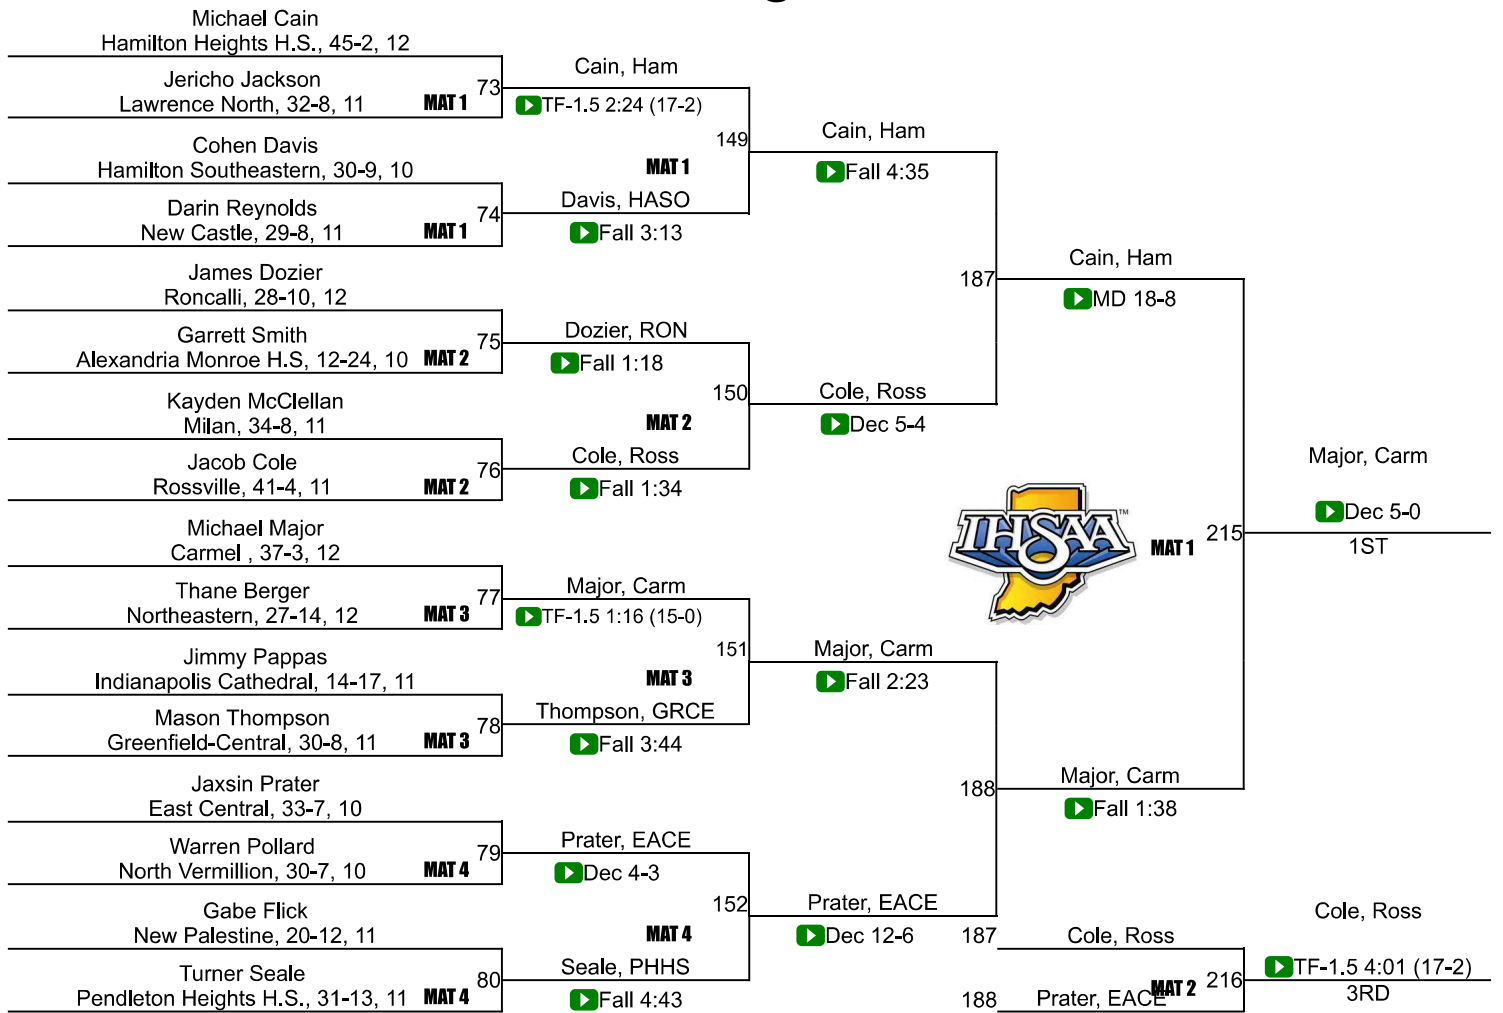 Michael Cain
Hamilton Heights H.S., 45-2, 12
Jericho Jackson
Lawrence North, 32-8, 11
MAT 1
73
Cain, Ham
TF-1.5 2:24 (17-2)
Cohen Davis
Hamilton Southeastern, 30-9, 10
Darin Reynolds
New Castle, 29-8, 11
MAT 1
74
Davis, HASO
Fall 3:13
149
MAT 1
Cain, Ham
Fall 4:35
James Dozier
Roncalli, 28-10, 12
Garrett Smith
Alexandria Monroe H.S, 12-24, 10
MAT 2
75
Dozier, RON
Fall 1:18
Kayden McClellan
Milan, 34-8, 11
Jacob Cole
Rossville, 41-4, 11
MAT 2
76
Cole, Ross
Fall 1:34
150
MAT 2
Cole, Ross
Dec 5-4
187
Cain, Ham
MD 18-8
Michael Major
Carmel , 37-3, 12
Thane Berger
Northeastern, 27-14, 12
MAT 3
77
Major, Carm
TF-1.5 1:16 (15-0)
Jimmy Pappas
Indianapolis Cathedral, 14-17, 11
Mason Thompson
Greenfield-Central, 30-8, 11
MAT 3
78
Thompson, GRCE
Fall 3:44
151
MAT 3
Major, Carm
Fall 2:23
Jaxsin Prater
East Central, 33-7, 10
Warren Pollard
North Vermillion, 30-7, 10
MAT 4
79
Prater, EACE
Dec 4-3
Gabe Flick
New Palestine, 20-12, 11
Turner Seale
Pendleton Heights H.S., 31-13, 11
MAT 4
80
Seale, PHHS
Fall 4:43
152
MAT 4
Prater, EACE
Dec 12-6
188
Major, Carm
Fall 1:38
IHSAA™
MAT 1
215
Major, Carm
Dec 5-0
1ST
187
Cole, Ross
188
Prater, EACE
MAT 2
216
Cole, Ross
TF-1.5 4:01 (17-2)
3RD